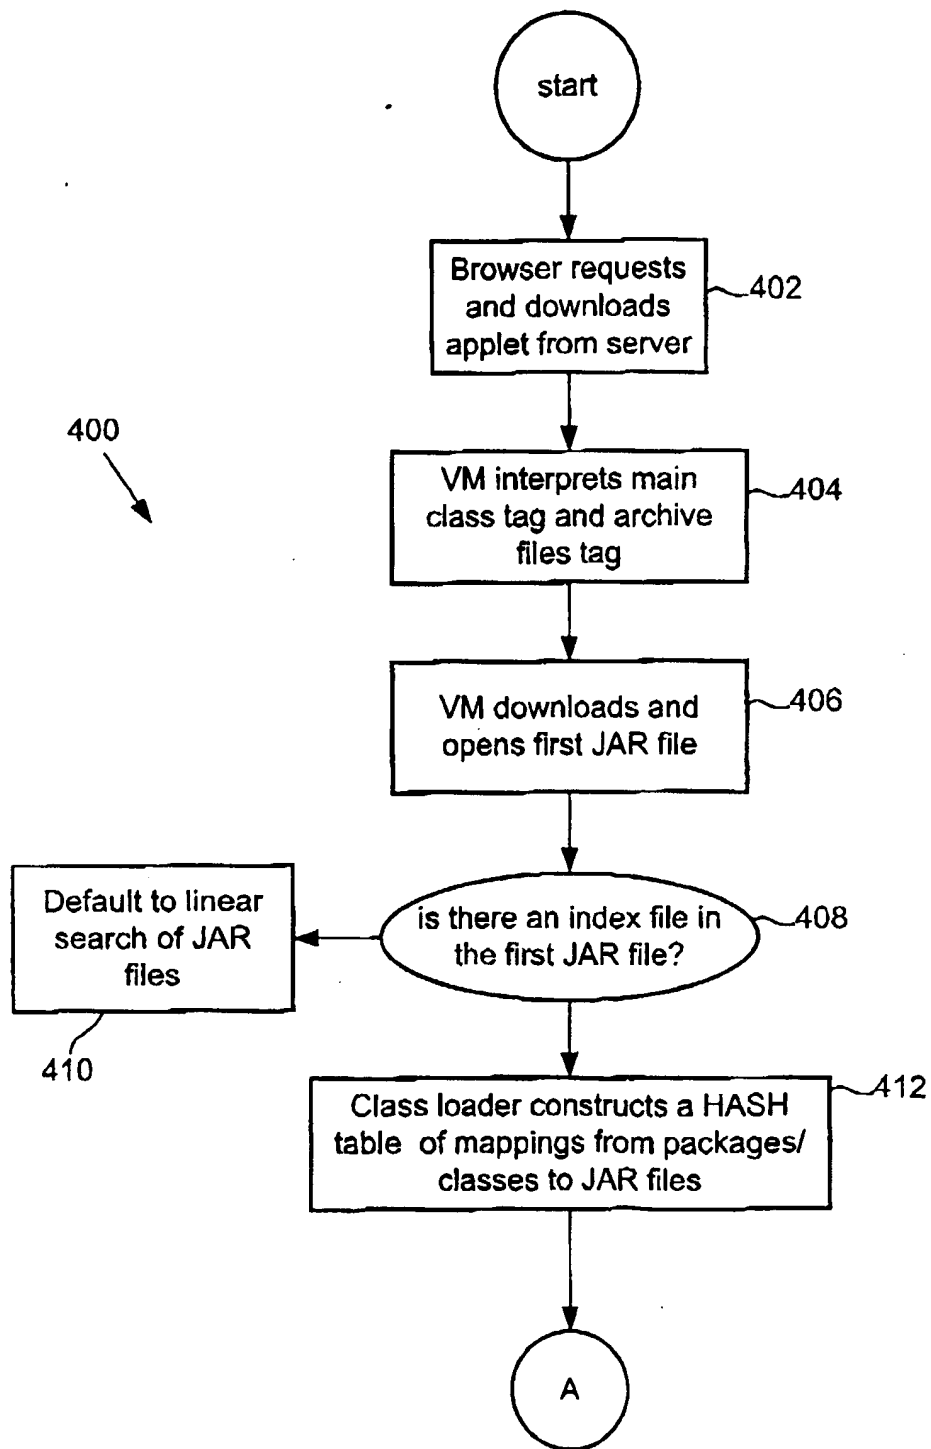 start
Browser requests
and downloads
applet from server
402
400
VM interprets main
class tag and archive
files tag
404
VM downloads and
opens first JAR file
406
is there an index file in
the first JAR file?
408
Default to linear
search of JAR
files
410
Class loader constructs a HASH
table of mappings from packages/
classes to JAR files
412
A